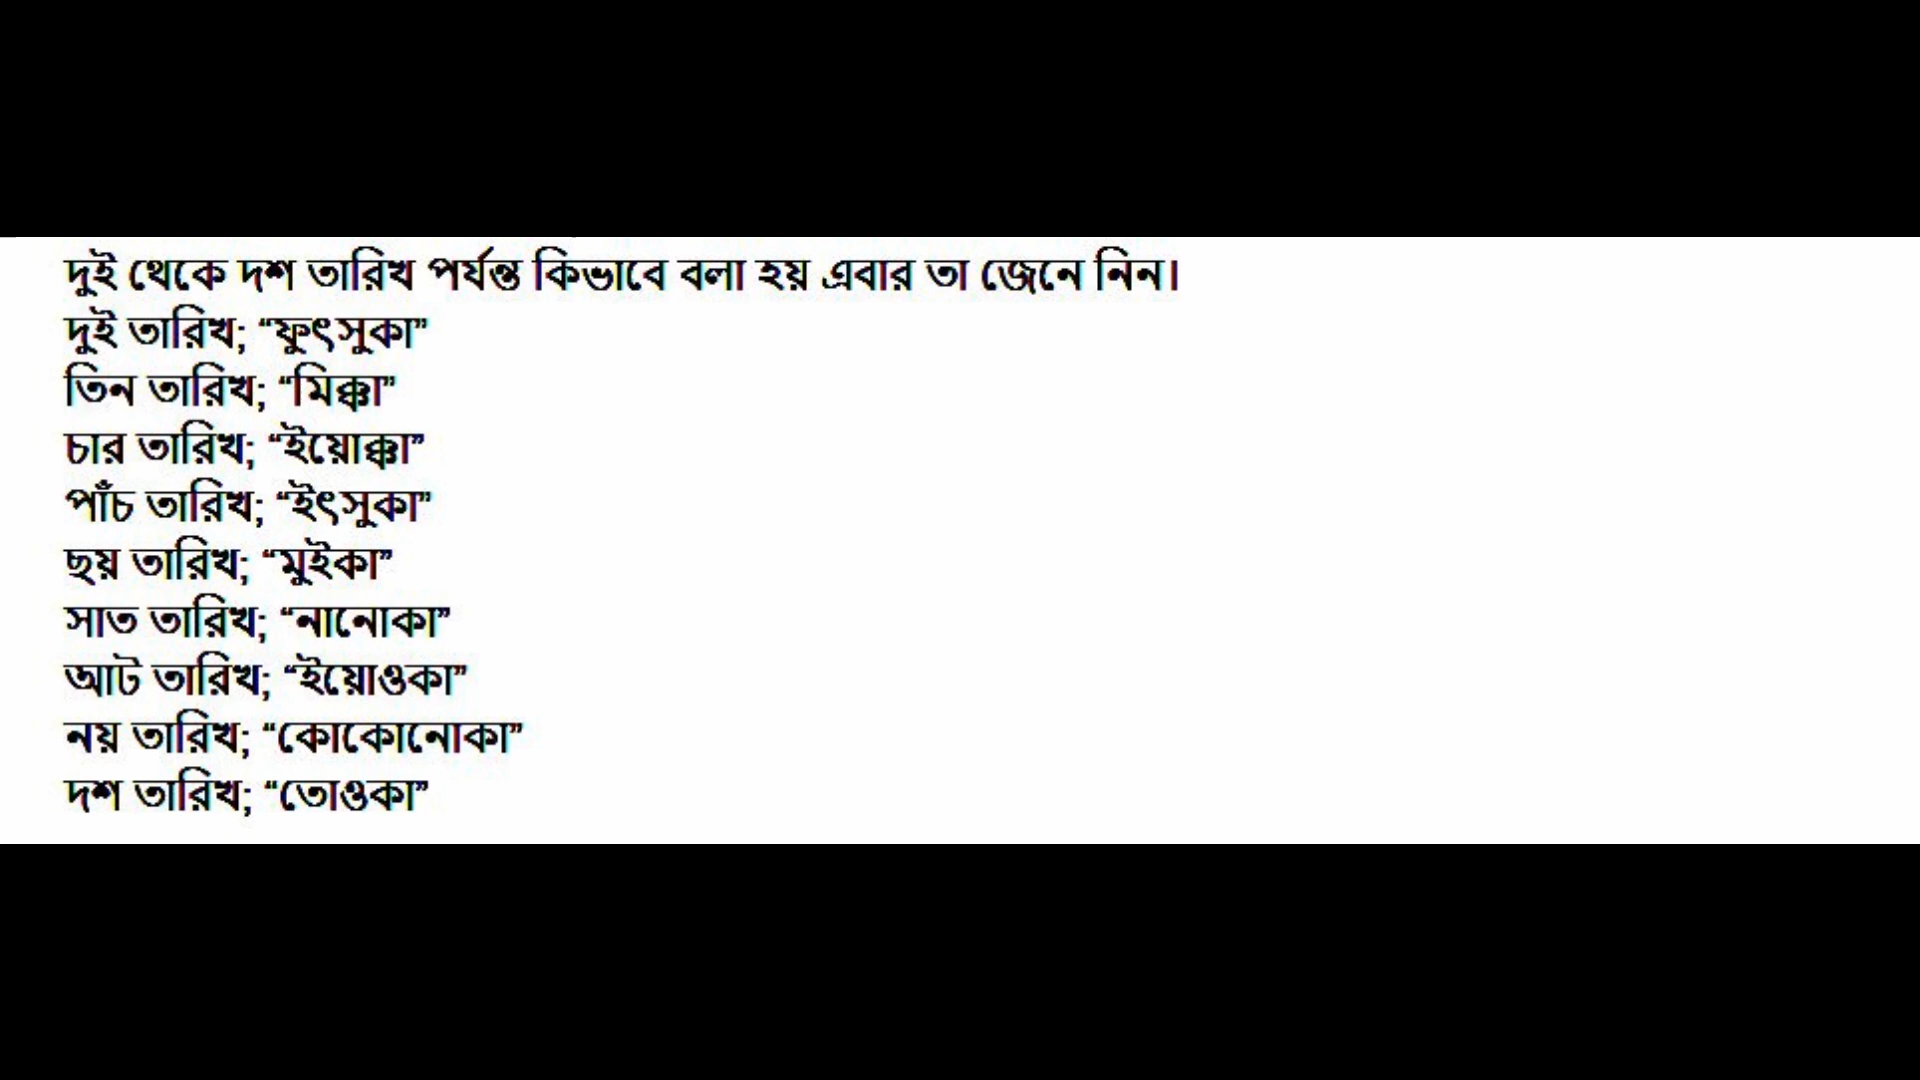 দুই থেকে দশ তারিখ পর্যন্ত কিভাবে বলা হয় এবার তা জেনে নিন।
দুই তারিখ; “ফুৎসুকা”
তিন তারিখ; “মিক্কা”
চার তারিখ; “ইয়োক্কা”
পাঁচ তারিখ; “ইৎসুকা”
ছয় তারিখ; “মুইকা”
সাত তারিখ; “নানোকা”
আট তারিখ; “ইয়োওকা”
নয় তারিখ; “কোকোনোকা”
দশ তারিখ; “তোওকা”